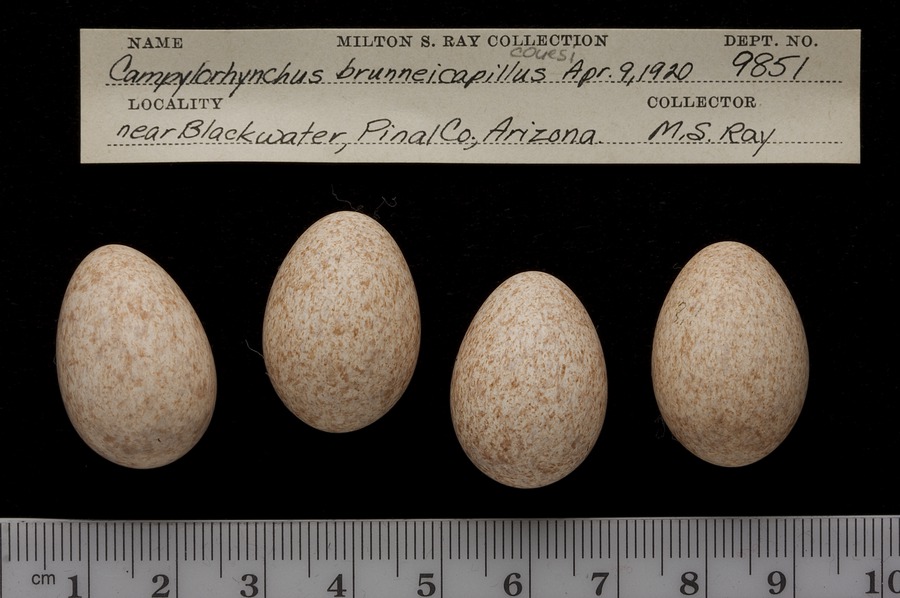 NAME MILTON S. RAY COLLECTION DEPT. NO.
couesi
Campylorhynchus brunneicapillus Apr. 9, 1920 9851
LOCALITY COLLECTOR
near Blackwater, Pinal Co., Arizona. M.S. Ray
cm 1 2 3 4 5 6 7 8 9 10